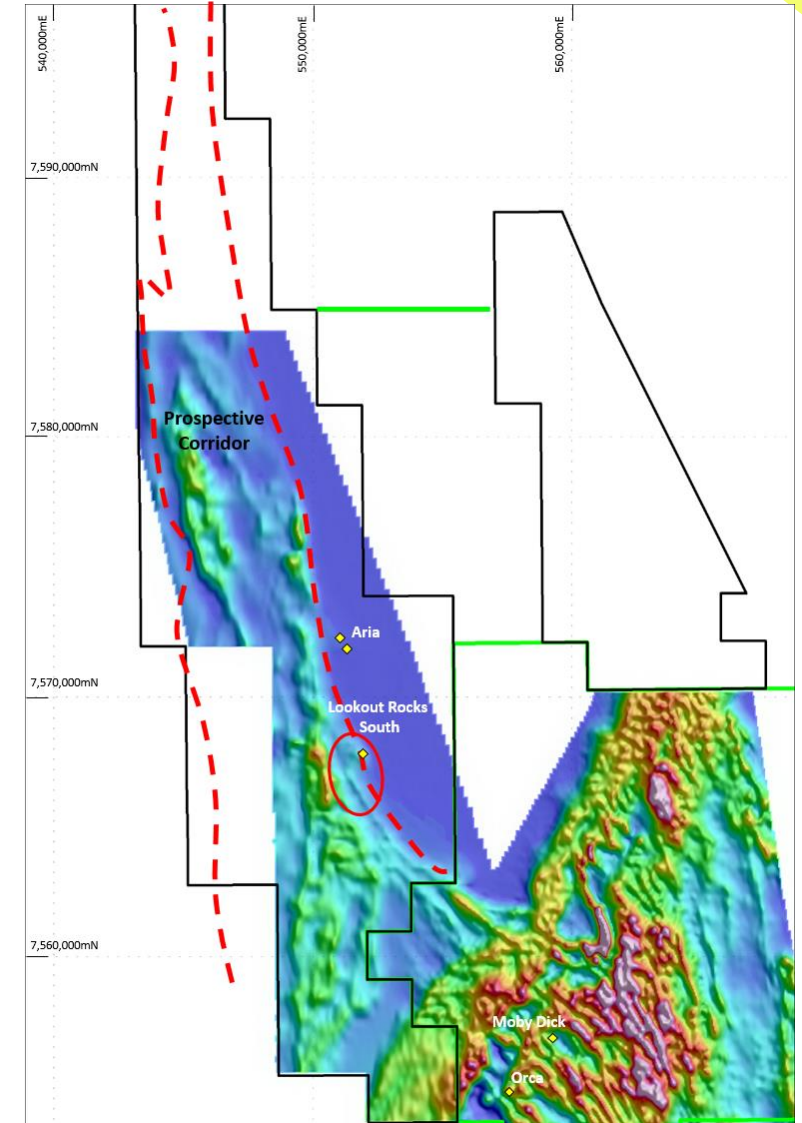 540,000mE
550,000mE
560,000mE
7,590,000mN
7,580,000mN
Prospective
Corridor
Aria
7,570,000mN
Lookout Rocks
South
7,560,000mN
Moby Dick
Orca